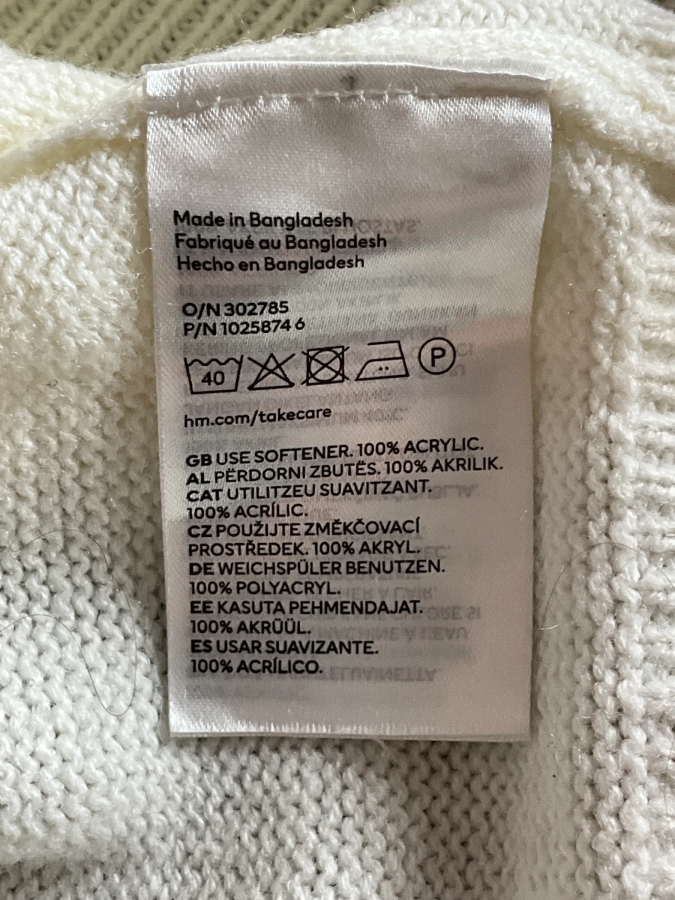 Made in Bangladesh
Fabriqué au Bangladesh
Hecho en Bangladesh
O/N 302785
P/N 1025874 6
40
P
hm.com/takecare
GB USE SOFTENER. 100% ACRYLIC.
AL PËRDORNI ZBUTËS. 100% AKRILIK.
CAT UTILITZEU SUAVITZANT.
100% ACRÍLIC.
CZ POUŽIJTE ZMĚKČOVACÍ
PROSTŘEDEK. 100% AKRYL.
DE WEICHSPÜLER BENUTZEN.
100% POLYACRYL.
EE KASUTA PEHMENDAJAT.
100% AKRÜÜL.
ES USAR SUAVIZANTE.
100% ACRÍLICO.